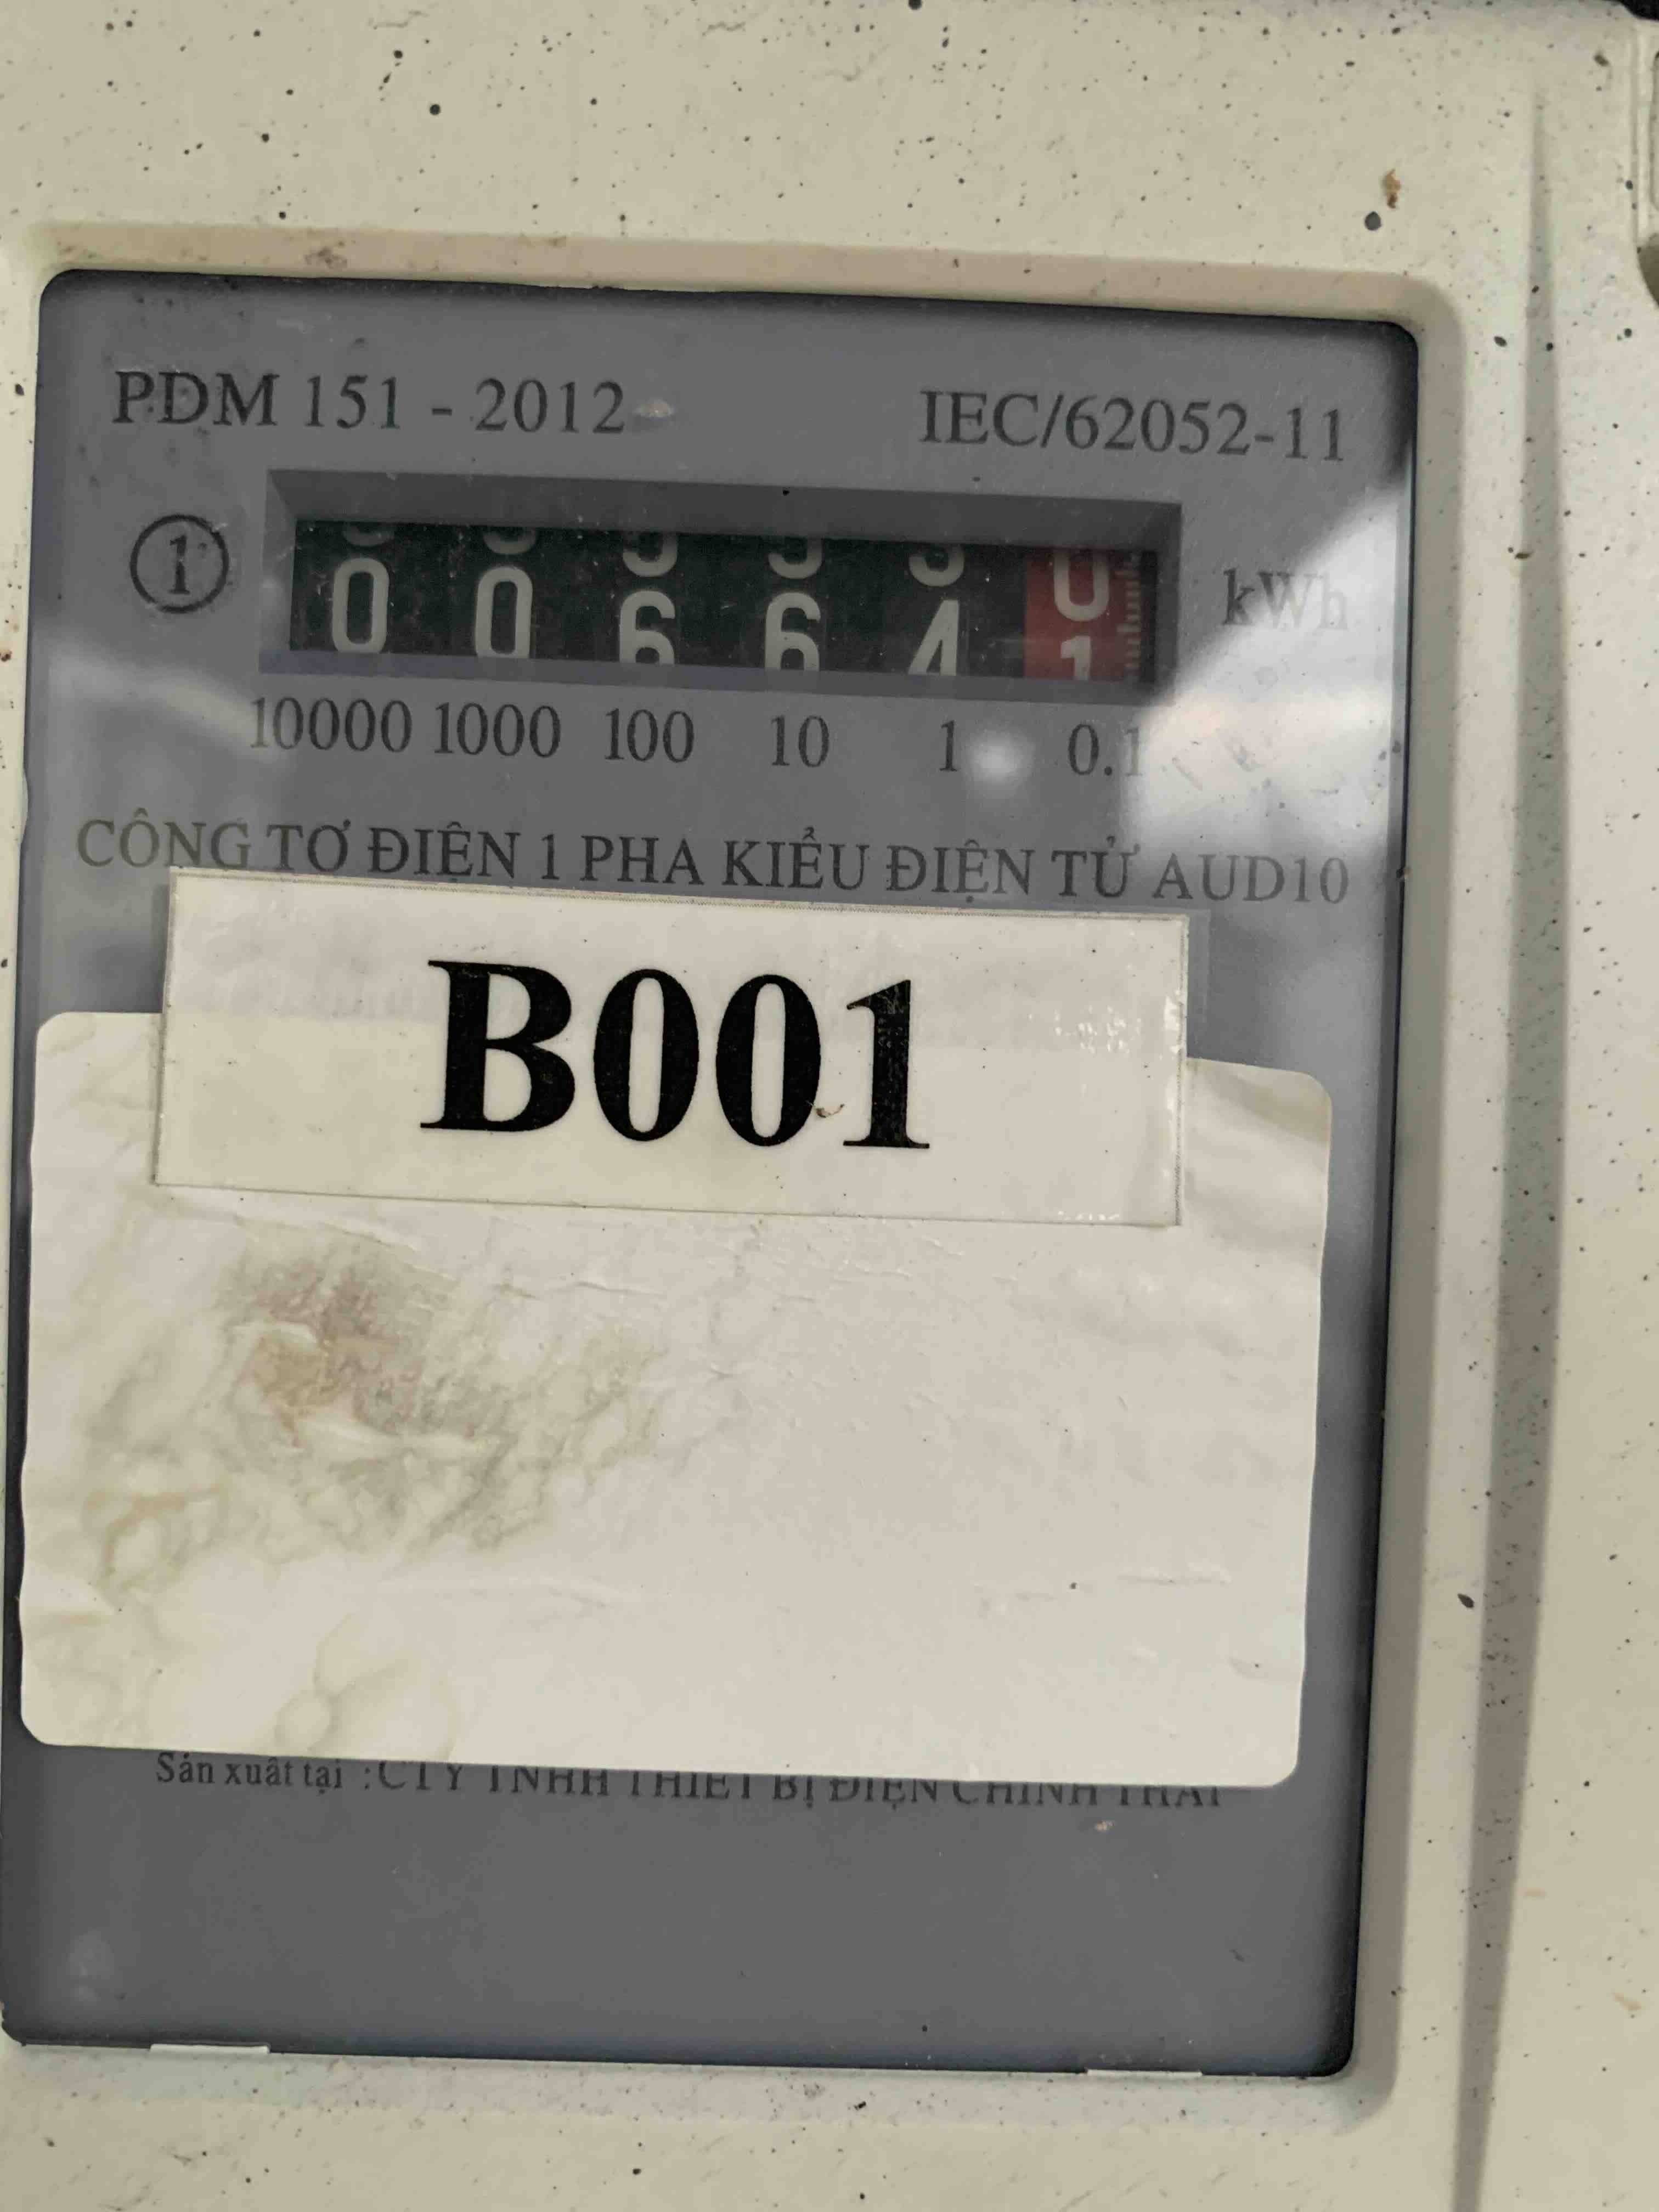 PDM 151 - 2012
IEC/62052-11
1
0 0 6 6 4 0
kWh
10000 1000 100 10 1 0.1
CÔNG TƠ ĐIỆN 1 PHA KIỂU ĐIỆN TỬ AUD10
B001
Sản xuất tại : CTY TNHH THIẾT BỊ ĐIỆN CHINH THAI